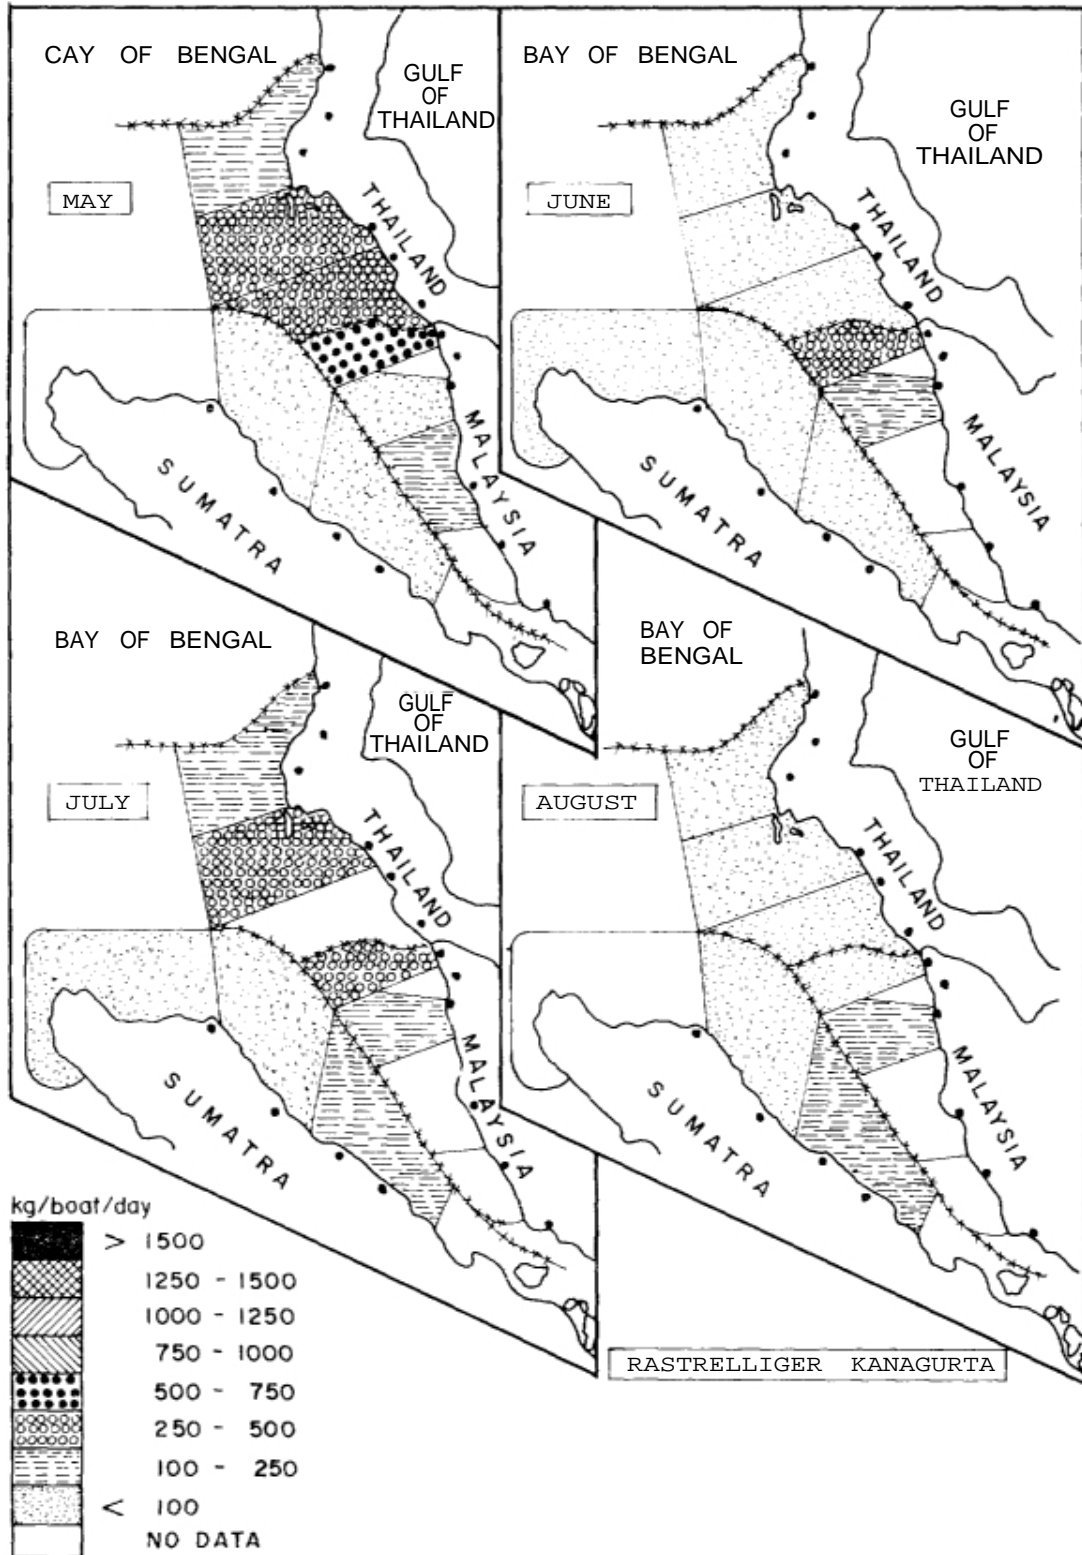 CAY OF BENGAL
GULF
OF
THAILAND
MAY
THAILAND
MALAYSIA
SUMATRA
BAY OF BENGAL
GULF
OF
THAILAND
JUNE
THAILAND
MALAYSIA
SUMATRA
BAY OF BENGAL
GULF
OF
THAILAND
JULY
THAILAND
MALAYSIA
SUMATRA
BAY OF
BENGAL
GULF
OF
THAILAND
AUGUST
THAILAND
MALAYSIA
SUMATRA
kg/boat/day
> 1500
1250 - 1500
1000 - 1250
750 - 1000
500 - 750
250 - 500
100 - 250
< 100
NO DATA
RASTRELLIGER KANAGURTA